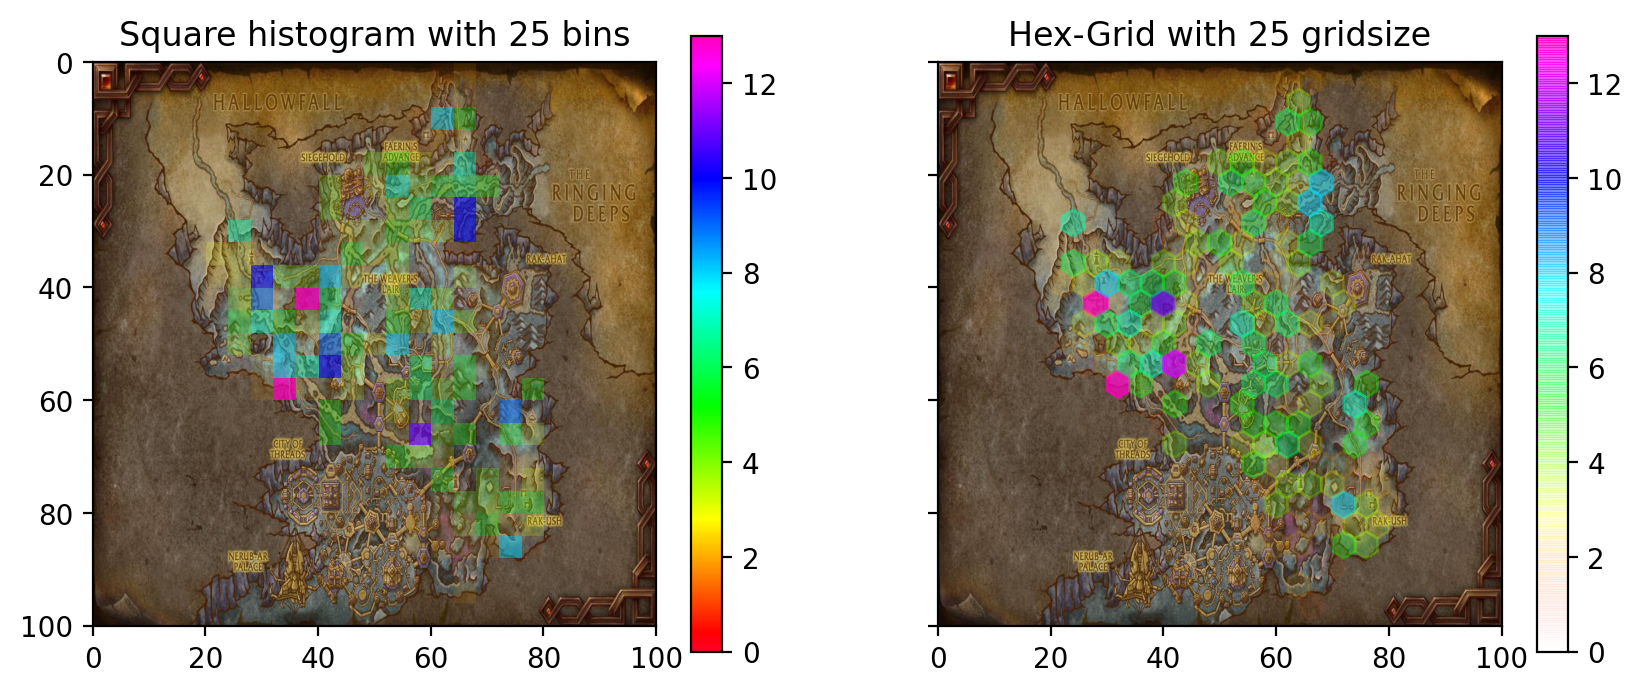 Square histogram with 25 bins
0
20
40
60
80
100
0
20
40
60
80
100
HALLOWFALL
SIEGEHOLD
FAERIN'S
ADVANCE
THE
RINGING
DEEPS
RAK-AHAT
THE WEAVER'S
LAIR
CITY OF
THREADS
RAK-USH
NERUB-AR
PALACE
12
10
8
6
4
2
0
Hex-Grid with 25 gridsize
0
20
40
60
80
100
HALLOWFALL
SIEGEHOLD
FAERIN'S
ADVANCE
THE
RINGING
DEEPS
RAK-AHAT
THE WEAVER'S
LAIR
CITY OF
THREADS
RAK-USH
NERUB-AR
PALACE
12
10
8
6
4
2
0